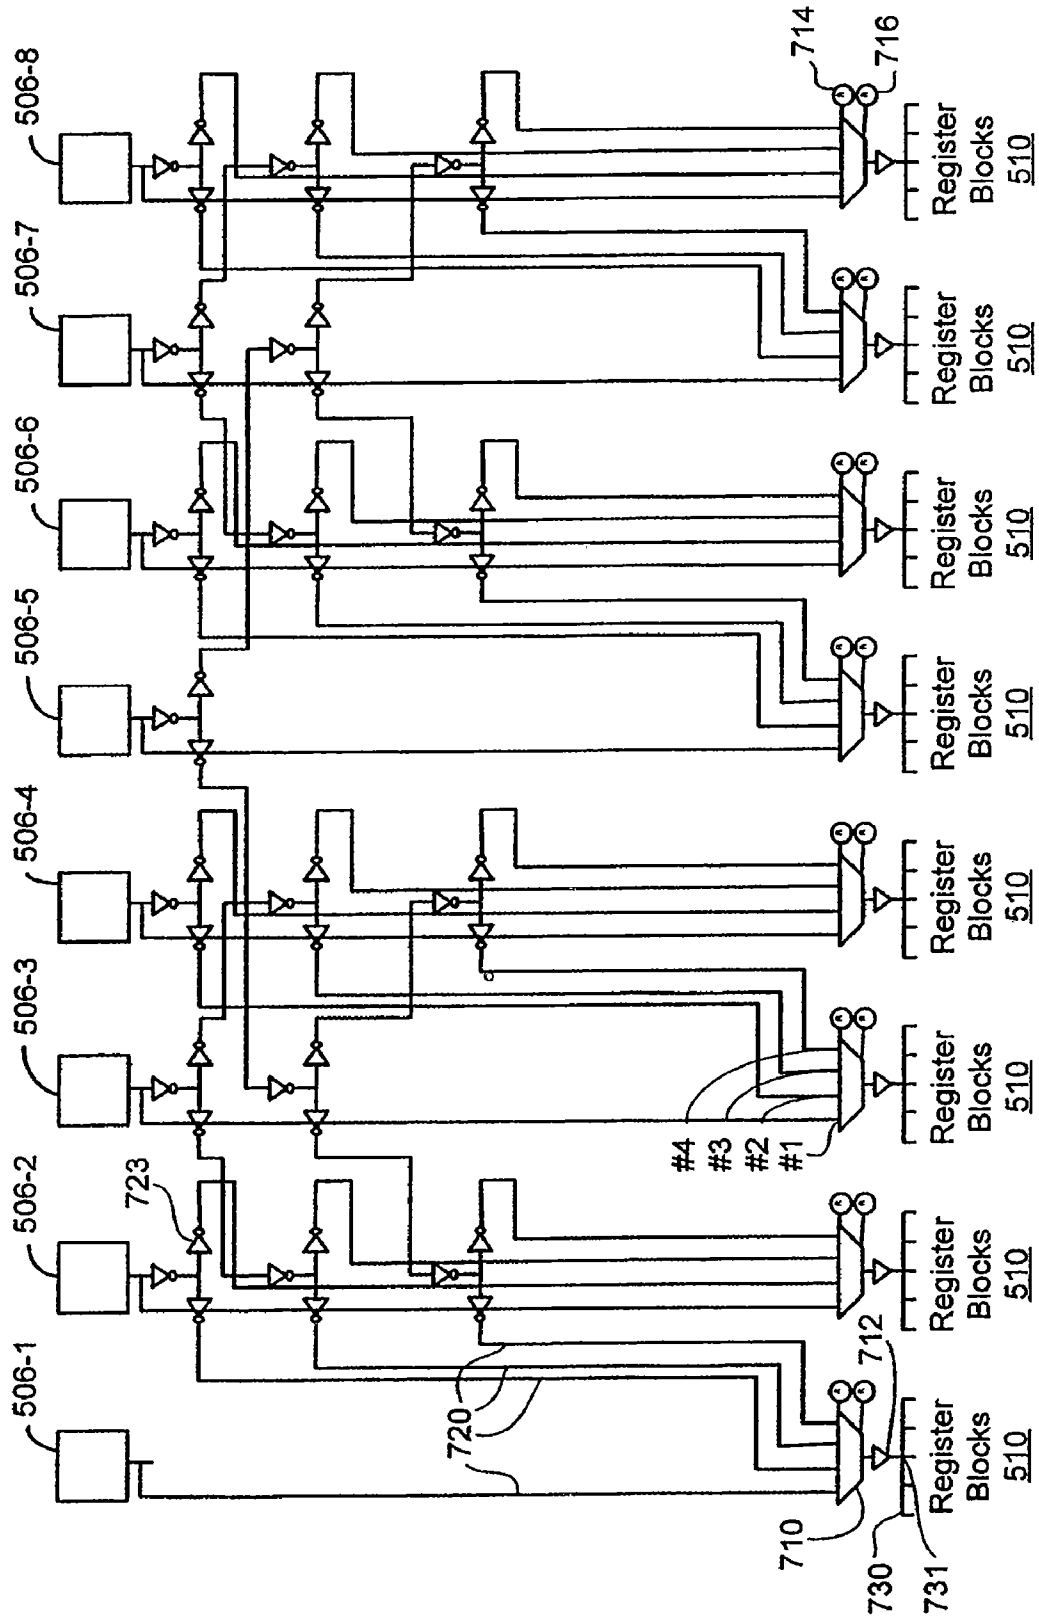 506-1
506-2
506-3
506-4
506-5
506-6
506-7
506-8
723
720
#4
#3
#2
#1
714
716
710
712
730
731
Register
Blocks
510
Register
Blocks
510
Register
Blocks
510
Register
Blocks
510
Register
Blocks
510
Register
Blocks
510
Register
Blocks
510
Register
Blocks
510